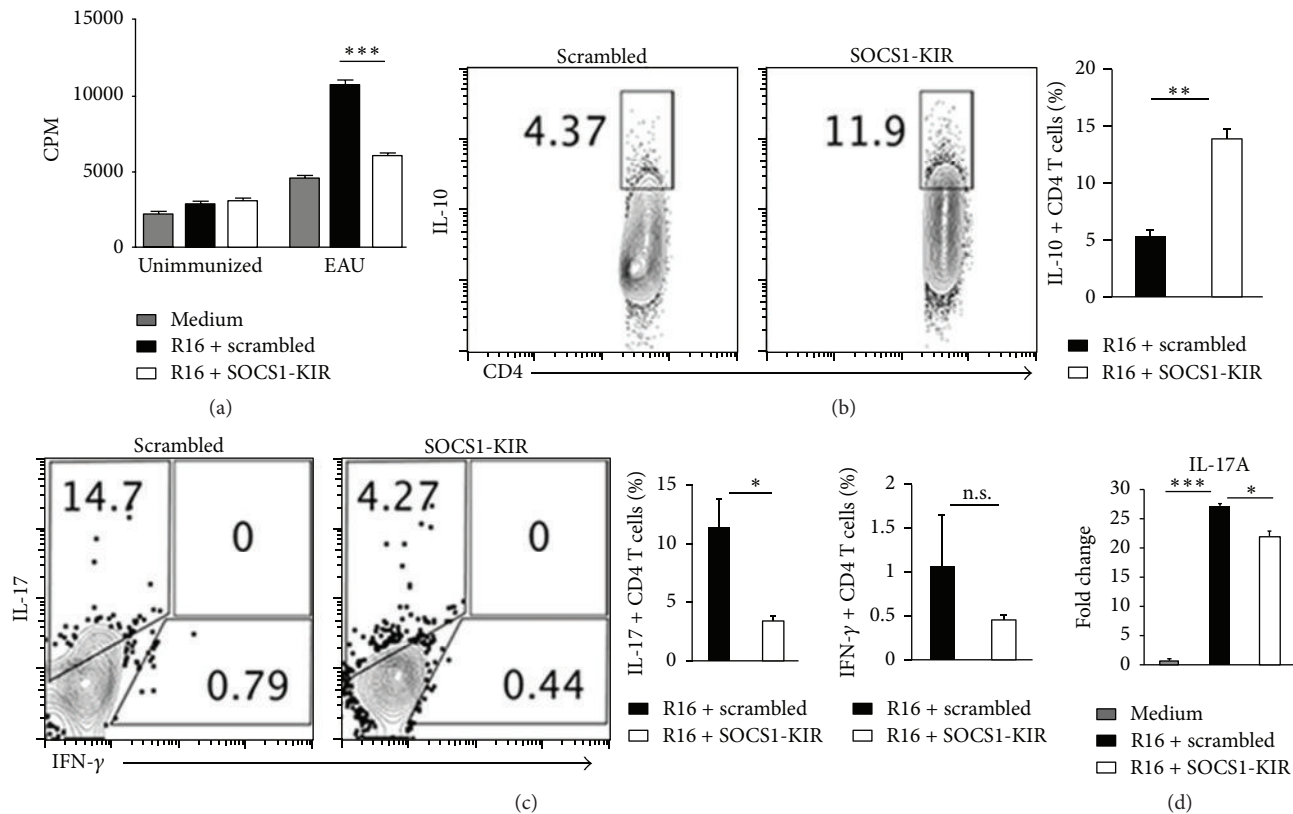 15000
10000
5000
0
CPM
***
Unimmunized
EAU
Medium
R16 + scrambled
R16 + SOCS1-KIR
(a)
Scrambled
SOCS1-KIR
4.37
11.9
IL-10
CD4
20
15
10
5
0
IL-10 + CD4 T cells (%)
**
R16 + scrambled
R16 + SOCS1-KIR
(b)
Scrambled
SOCS1-KIR
14.7
0
0.79
4.27
0
0.44
IL-17
IFN-γ
15
10
5
0
IL-17 + CD4 T cells (%)
*
R16 + scrambled
R16 + SOCS1-KIR
2
1.5
1
0.5
0
IFN-γ + CD4 T cells (%)
n.s.
R16 + scrambled
R16 + SOCS1-KIR
(c)
IL-17A
30
25
20
15
10
5
0
Fold change
***
*
Medium
R16 + scrambled
R16 + SOCS1-KIR
(d)